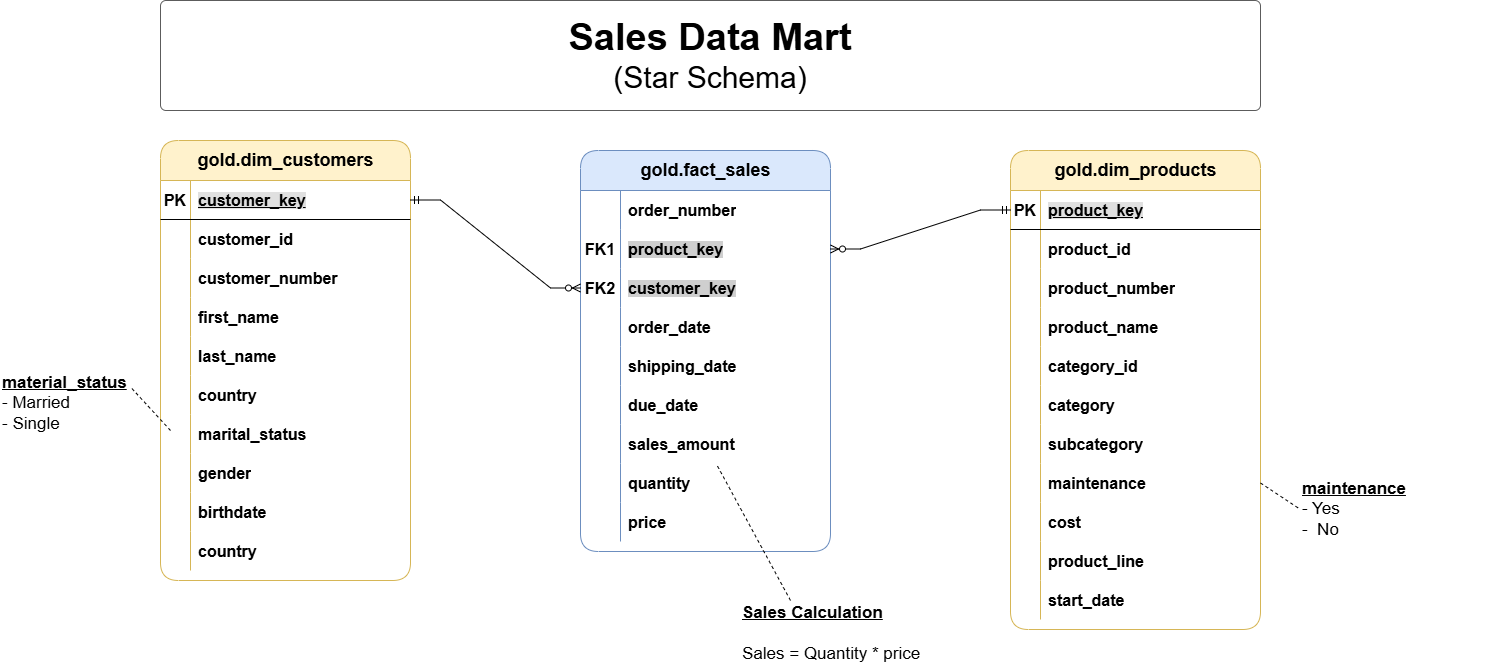 Sales Data Mart
(Star Schema)
gold.dim_customers
PK customer_key
customer_id
customer_number
first_name
last_name
country
marital_status
gender
birthdate
country
material_status
- Married
- Single
gold.fact_sales
order_number
FK1 product_key
FK2 customer_key
order_date
shipping_date
due_date
sales_amount
quantity
price
Sales Calculation
Sales = Quantity * price
gold.dim_products
PK product_key
product_id
product_number
product_name
category_id
category
subcategory
maintenance
cost
product_line
start_date
maintenance
- Yes
- No